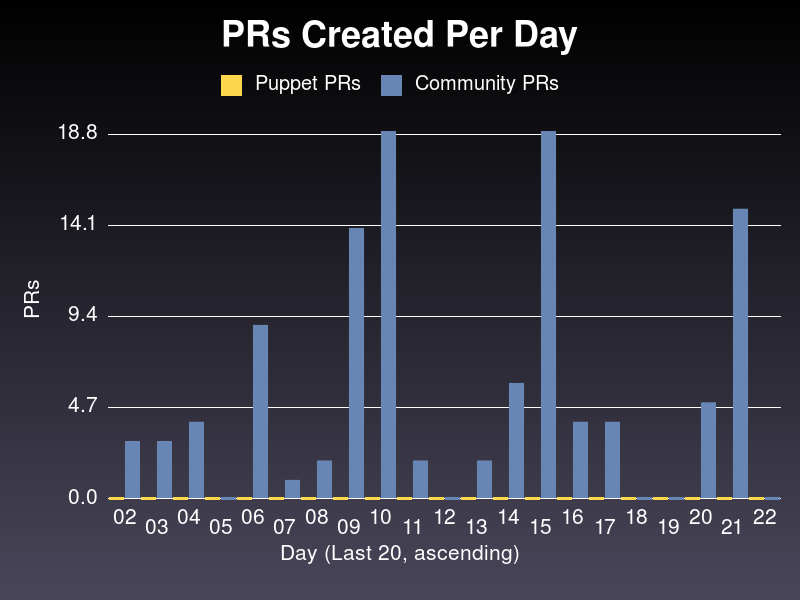 PRs Created Per Day
Puppet PRs Community PRs
18.8
14.1
9.4
4.7
0.0
PRs
02 03 04 05 06 07 08 09 10 11 12 13 14 15 16 17 18 19 20 21 22
Day (Last 20, ascending)